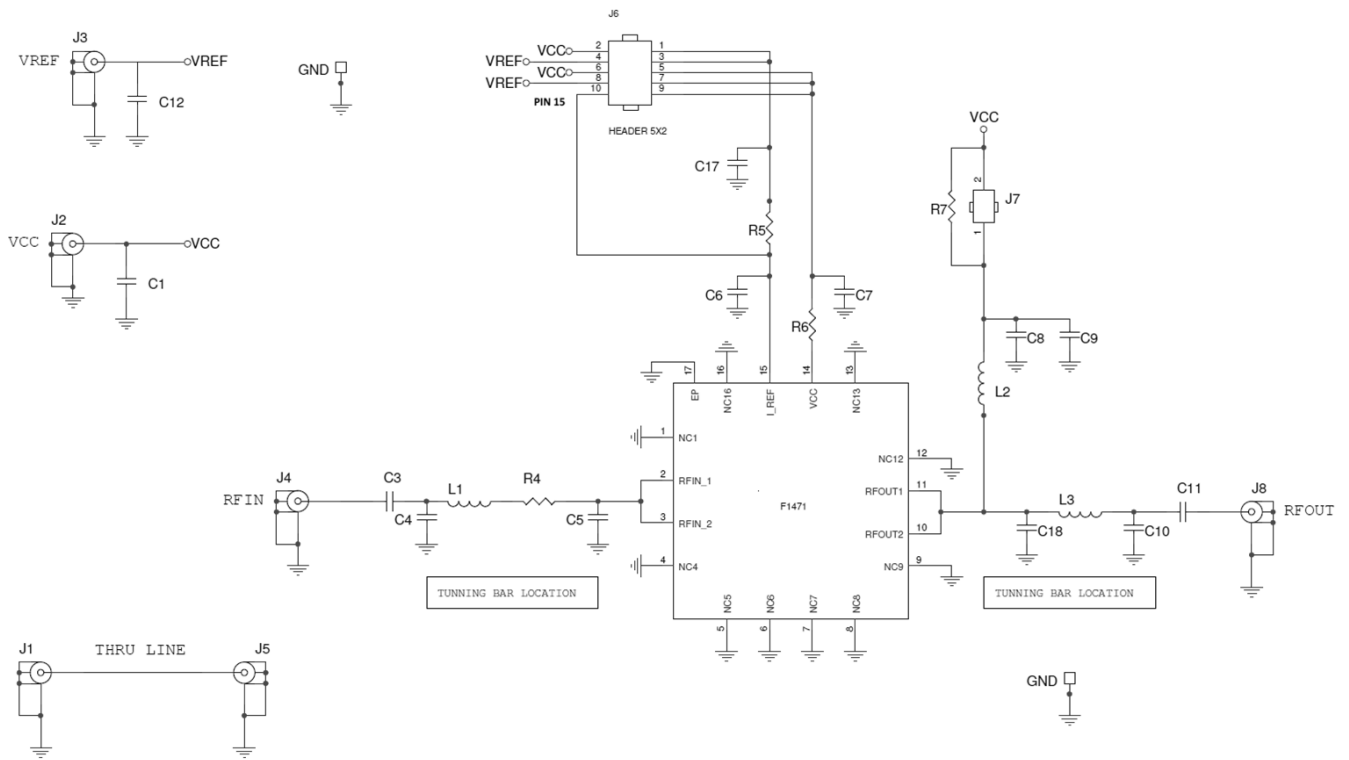 J6
J3
VREF
VREF
C12
GND
VCC 2 1
VREF 4 3
VCC 6 5
VREF 8 7
10 9
PIN 15
HEADER 5X2
VCC
C17
2
R7
J7
1
J2
VCC
VCC
C1
R5
C6
C7
R6
C8
C9
L2
17
16
15
14
13
EP
NC16
I_REF
VCC
NC13
1
NC1
NC12
12
J4
RFIN
C3
L1
R4
C4
C5
2
RFIN_1
3
RFIN_2
F1471
RFOUT1
11
RFOUT2
10
L3
C11
J8
RFOUT
C18
C10
4
NC4
NC9
9
TUNNING BAR LOCATION
TUNNING BAR LOCATION
NC5
NC6
NC7
NC8
5
6
7
8
J1
THRU LINE
J5
GND